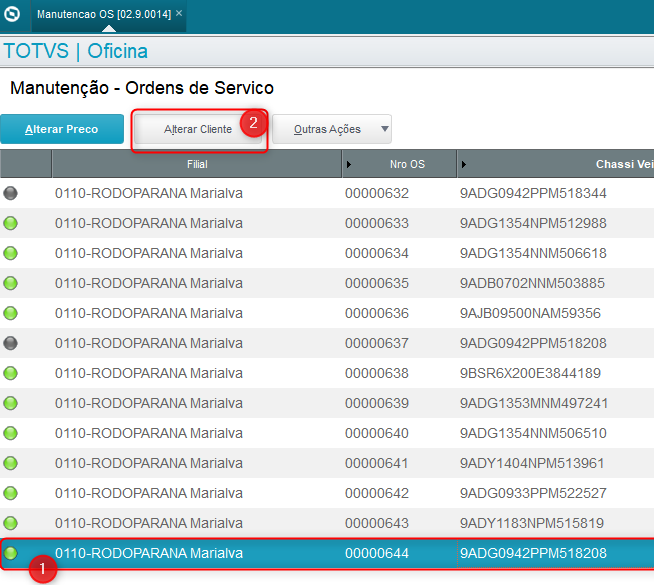 Manutencao OS [02.9.0014] ×
TOTVS | Oficina
Manutenção - Ordens de Servico
Alterar Preco Alterar Cliente 2 Outras Ações
Filial Nro OS Chassi Vei
0110-RODOPARANA Marialva 00000632 9ADG0942PPM518344
0110-RODOPARANA Marialva 00000633 9ADG1354NPM512988
0110-RODOPARANA Marialva 00000634 9ADG1354NNM506618
0110-RODOPARANA Marialva 00000635 9ADB0702NNM503885
0110-RODOPARANA Marialva 00000636 9AJB09500NAM59356
0110-RODOPARANA Marialva 00000637 9ADG0942PPM518208
0110-RODOPARANA Marialva 00000638 9BSR6X200E3844189
0110-RODOPARANA Marialva 00000639 9ADG1353MNM497241
0110-RODOPARANA Marialva 00000640 9ADG1354NNM506510
0110-RODOPARANA Marialva 00000641 9ADY1404NPM513961
0110-RODOPARANA Marialva 00000642 9ADG0933PPM522527
0110-RODOPARANA Marialva 00000643 9ADY1183NPM515819
0110-RODOPARANA Marialva 00000644 9ADG0942PPM518208
1